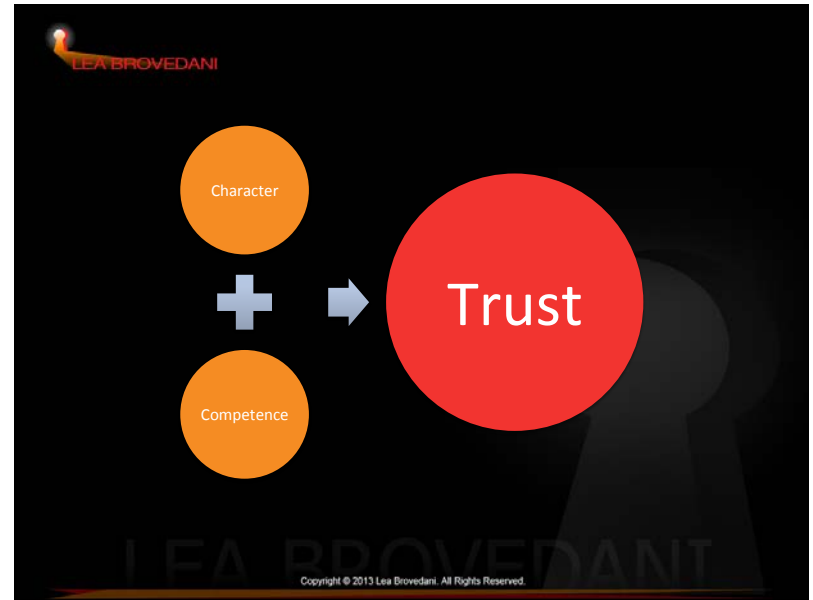 LEA BROVEDANI
Character
Trust
Competence
LEA BROVEDANI
Copyright © 2013 Lea Brovedani. All Rights Reserved.